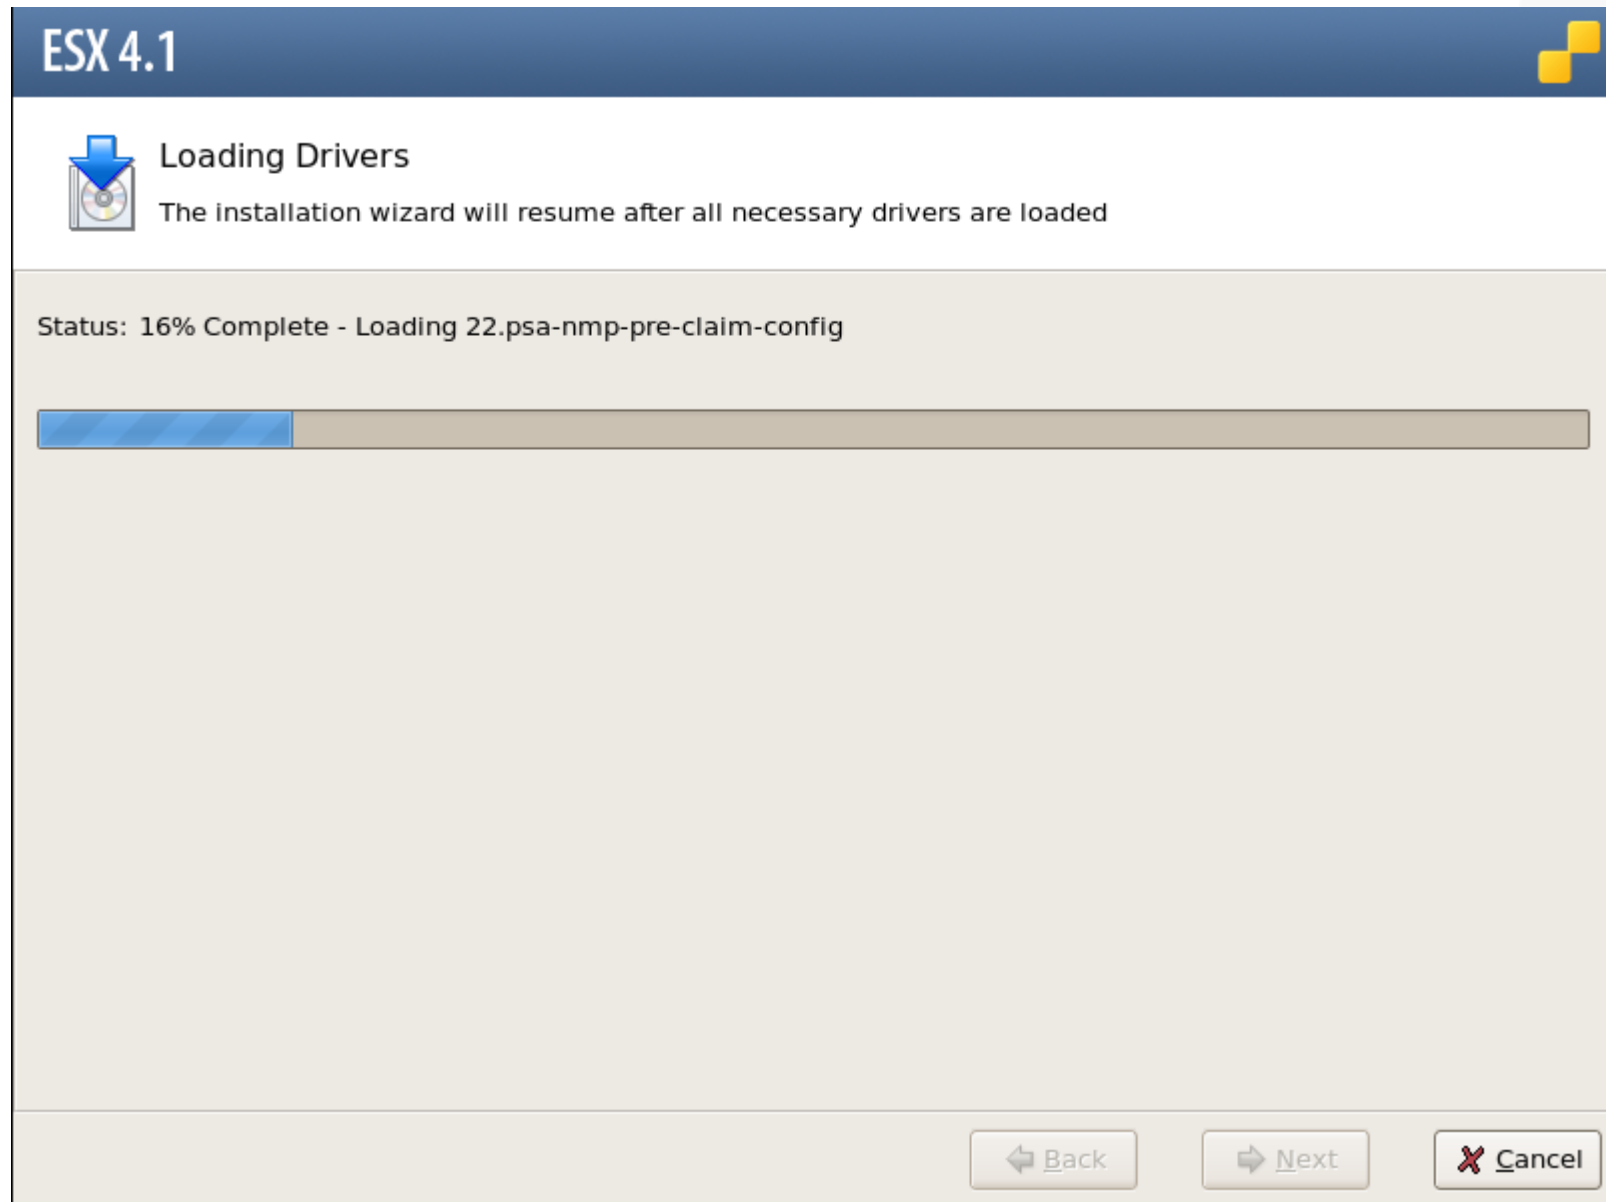 ESX 4.1
Loading Drivers
The installation wizard will resume after all necessary drivers are loaded
Status: 16% Complete - Loading 22.psa-nmp-pre-claim-config
Back Next Cancel